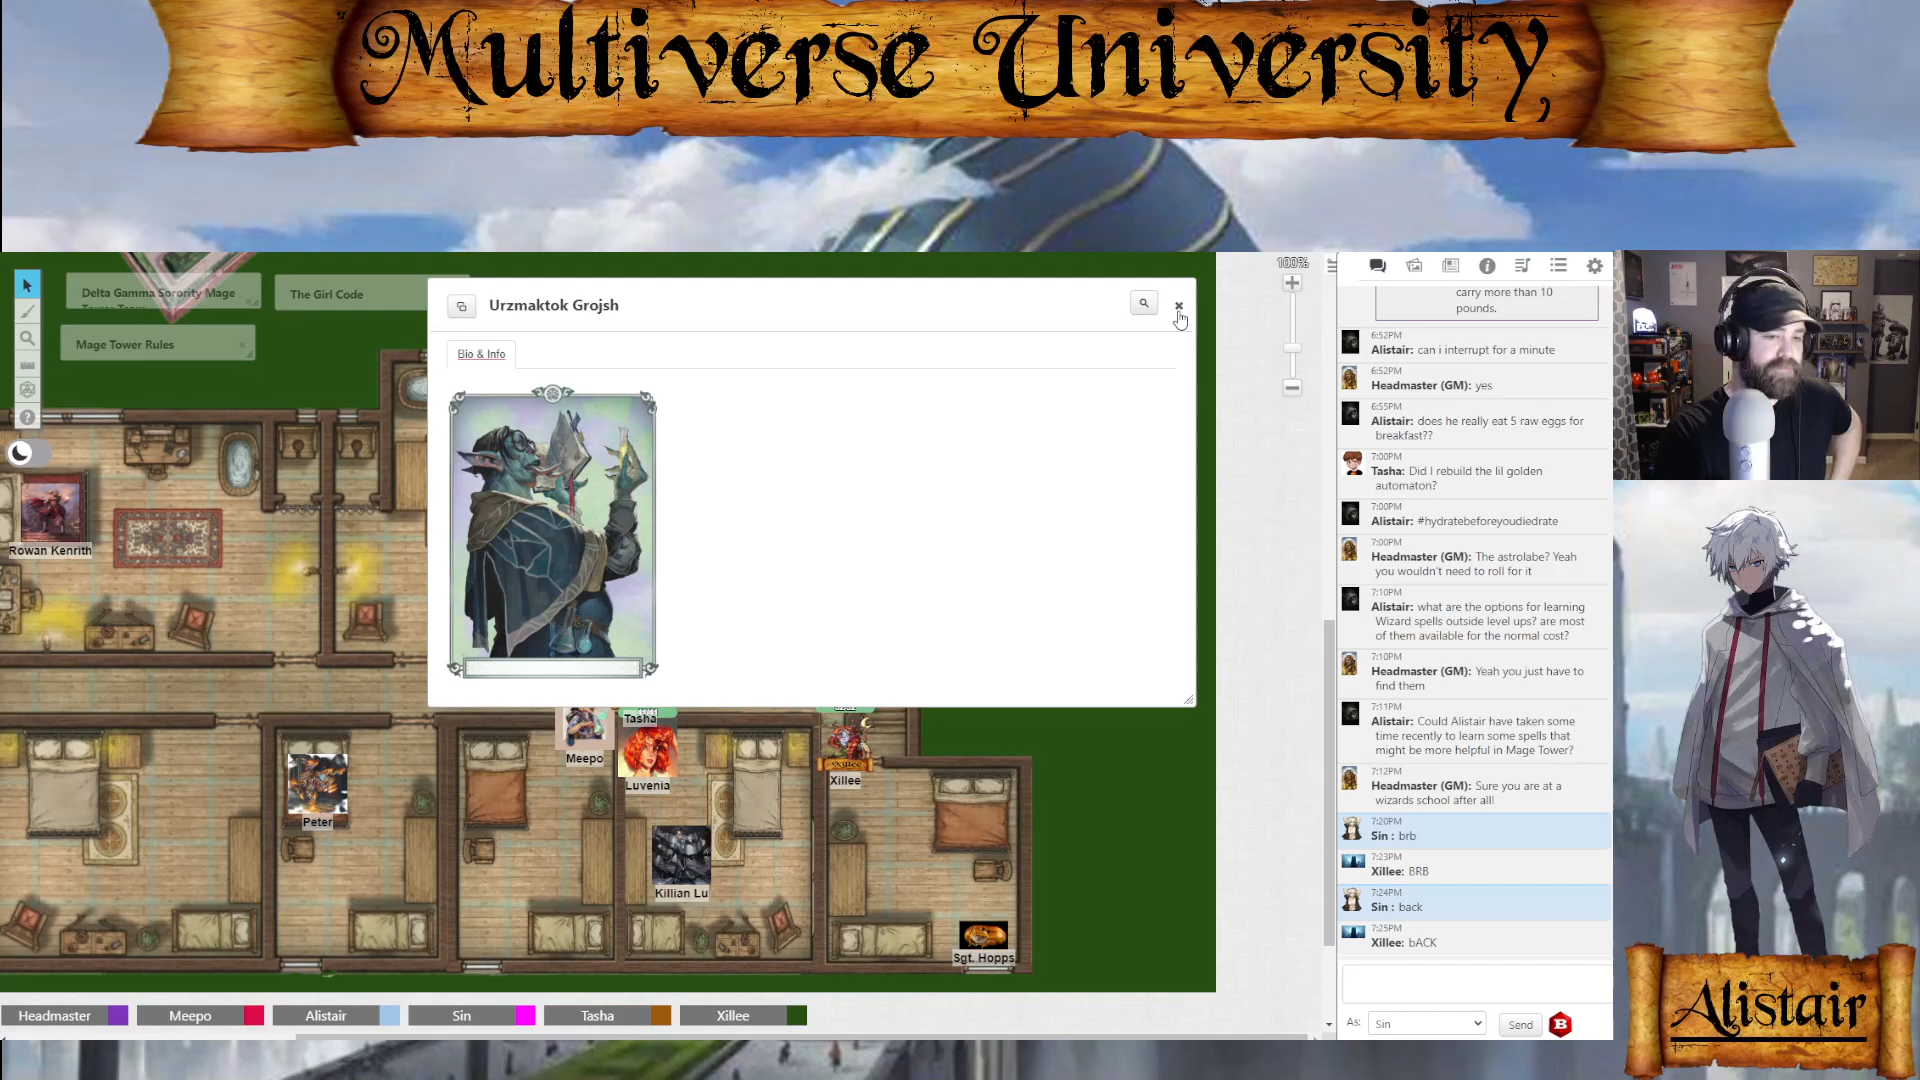 Multiverse University
Delta Gamma Sorority Mage
The Girl Code
Mage Tower Rules
Urzmaktok Grojsh
Bio & Info
100%
carry more than 10
pounds.
6:52PM
Alistair: can i interrupt for a minute
6:52PM
Headmaster (GM): yes
6:55PM
Alistair: does he really eat 5 raw eggs for
breakfast??
7:00PM
Tasha: Did I rebuild the lil golden
automaton?
7:00PM
Alistair: #hydratebeforeyoudiedrate
7:00PM
Headmaster (GM): The astrolabe? Yeah
you wouldn't need to roll for it
7:10PM
Alistair: what are the options for learning
Wizard spells outside level ups? are most
of them available for the normal cost?
7:10PM
Headmaster (GM): Yeah you just have to
find them
7:11PM
Alistair: Could Alistair have taken some
time recently to learn some spells that
might be more helpful in Mage Tower?
7:12PM
Headmaster (GM): Sure you are at a
wizards school after all!
7:20PM
Sin : brb
7:23PM
Xillee: BRB
7:24PM
Sin : back
7:25PM
Xillee: bACK
As:
Sin
Send
B
Rowan Kenrith
Peter
Meepo
Tasha
Luvenia
Killian Lu
Xillee
Xillee
Sgt. Hopps
Headmaster
Meepo
Alistair
Sin
Tasha
Xillee
Alistair